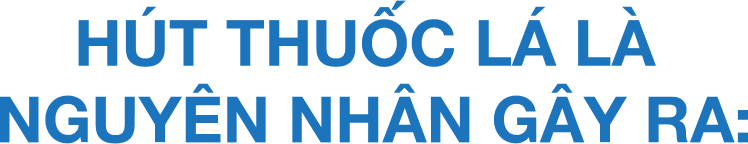 HÚT THUỐC LÁ LÀ
NGUYÊN NHÂN GÂY RA: